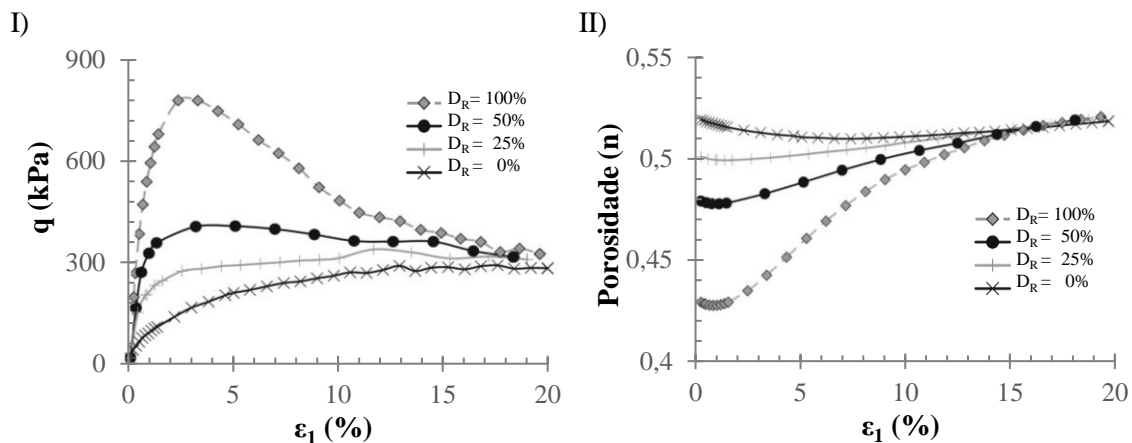 I)
900
600
300
0
q (kPa)
0
5
10
15
20
ε₁ (%)
D_R= 100%
D_R= 50%
D_R= 25%
D_R= 0%
II)
0,55
0,5
0,45
0,4
Porosidade (n)
0
5
10
15
20
ε₁ (%)
D_R= 100%
D_R= 50%
D_R= 25%
D_R= 0%